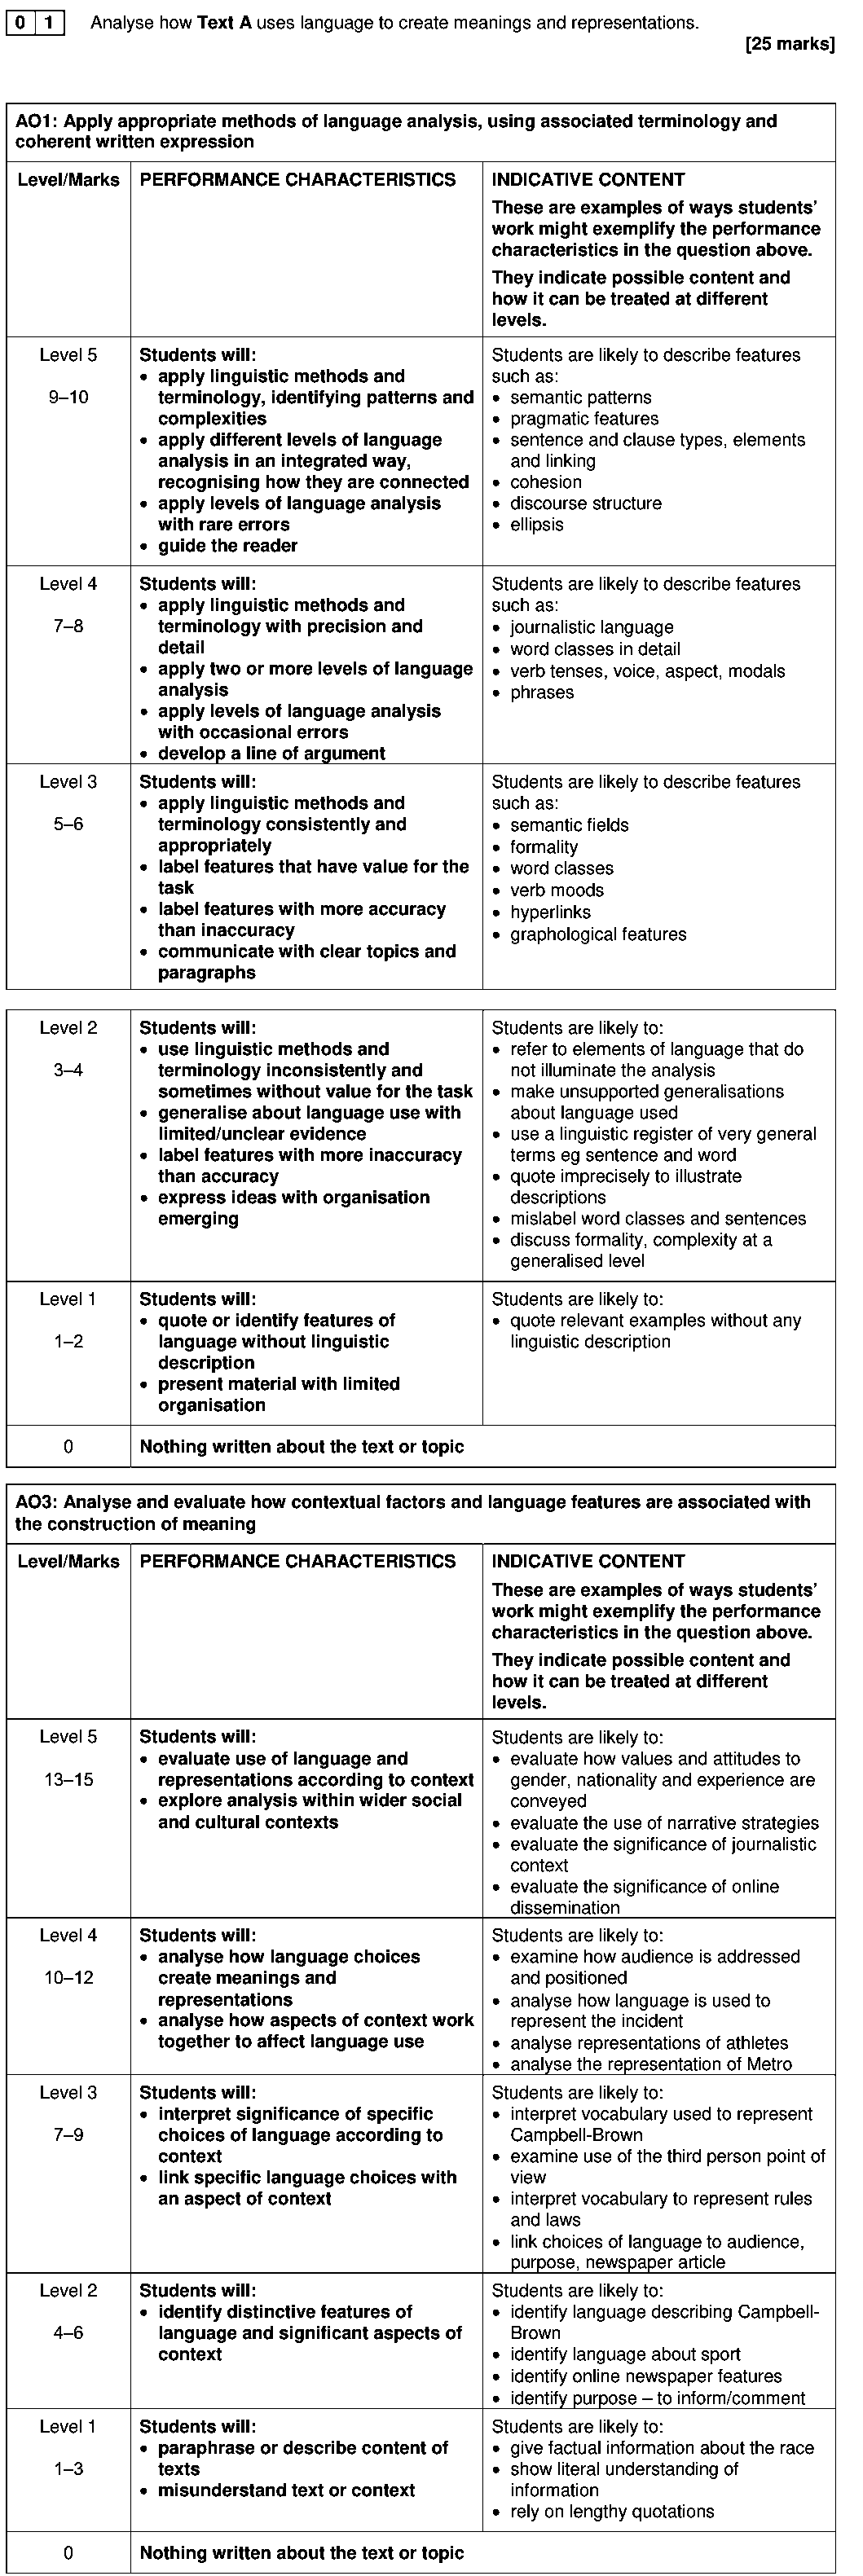 0 1 Analyse how Text A uses language to create meanings and representations.
[25 marks]
AO1: Apply appropriate methods of language analysis, using associated terminology and
coherent written expression
Level/Marks PERFORMANCE CHARACTERISTICS INDICATIVE CONTENT
These are examples of ways students'
work might exemplify the performance
characteristics in the question above.
They indicate possible content and
how it can be treated at different
levels.
Level 5
9–10
Students will:
• apply linguistic methods and
terminology, identifying patterns and
complexities
• apply different levels of language
analysis in an integrated way,
recognising how they are connected
• apply levels of language analysis
with rare errors
• guide the reader
Students are likely to describe features
such as:
• semantic patterns
• pragmatic features
• sentence and clause types, elements
and linking
• cohesion
• discourse structure
• ellipsis
Level 4
7–8
Students will:
• apply linguistic methods and
terminology with precision and
detail
• apply two or more levels of language
analysis
• apply levels of language analysis
with occasional errors
• develop a line of argument
Students are likely to describe features
such as:
• journalistic language
• word classes in detail
• verb tenses, voice, aspect, modals
• phrases
Level 3
5–6
Students will:
• apply linguistic methods and
terminology consistently and
appropriately
• label features that have value for the
task
• label features with more accuracy
than inaccuracy
• communicate with clear topics and
paragraphs
Students are likely to describe features
such as:
• semantic fields
• formality
• word classes
• verb moods
• hyperlinks
• graphological features
Level 2
3–4
Students will:
• use linguistic methods and
terminology inconsistently and
sometimes without value for the task
• generalise about language use with
limited/unclear evidence
• label features with more inaccuracy
than accuracy
• express ideas with organisation
emerging
Students are likely to:
• refer to elements of language that do
not illuminate the analysis
• make unsupported generalisations
about language used
• use a linguistic register of very general
terms eg sentence and word
• quote imprecisely to illustrate
descriptions
• mislabel word classes and sentences
• discuss formality, complexity at a
generalised level
Level 1
1–2
Students will:
• quote or identify features of
language without linguistic
description
• present material with limited
organisation
Students are likely to:
• quote relevant examples without any
linguistic description
0 Nothing written about the text or topic
AO3: Analyse and evaluate how contextual factors and language features are associated with
the construction of meaning
Level/Marks PERFORMANCE CHARACTERISTICS INDICATIVE CONTENT
These are examples of ways students'
work might exemplify the performance
characteristics in the question above.
They indicate possible content and
how it can be treated at different
levels.
Level 5
13–15
Students will:
• evaluate use of language and
representations according to context
• explore analysis within wider social
and cultural contexts
Students are likely to:
• evaluate how values and attitudes to
gender, nationality and experience are
conveyed
• evaluate the use of narrative strategies
• evaluate the significance of journalistic
context
• evaluate the significance of online
dissemination
Level 4
10–12
Students will:
• analyse how language choices
create meanings and
representations
• analyse how aspects of context work
together to affect language use
Students are likely to:
• examine how audience is addressed
and positioned
• analyse how language is used to
represent the incident
• analyse representations of athletes
• analyse the representation of Metro
Level 3
7–9
Students will:
• interpret significance of specific
choices of language according to
context
• link specific language choices with
an aspect of context
Students are likely to:
• interpret vocabulary used to represent
Campbell-Brown
• examine use of the third person point of
view
• interpret vocabulary to represent rules
and laws
• link choices of language to audience,
purpose, newspaper article
Level 2
4–6
Students will:
• identify distinctive features of
language and significant aspects of
context
Students are likely to:
• identify language describing Campbell-
Brown
• identify language about sport
• identify online newspaper features
• identify purpose – to inform/comment
Level 1
1–3
Students will:
• paraphrase or describe content of
texts
• misunderstand text or context
Students are likely to:
• give factual information about the race
• show literal understanding of
information
• rely on lengthy quotations
0 Nothing written about the text or topic